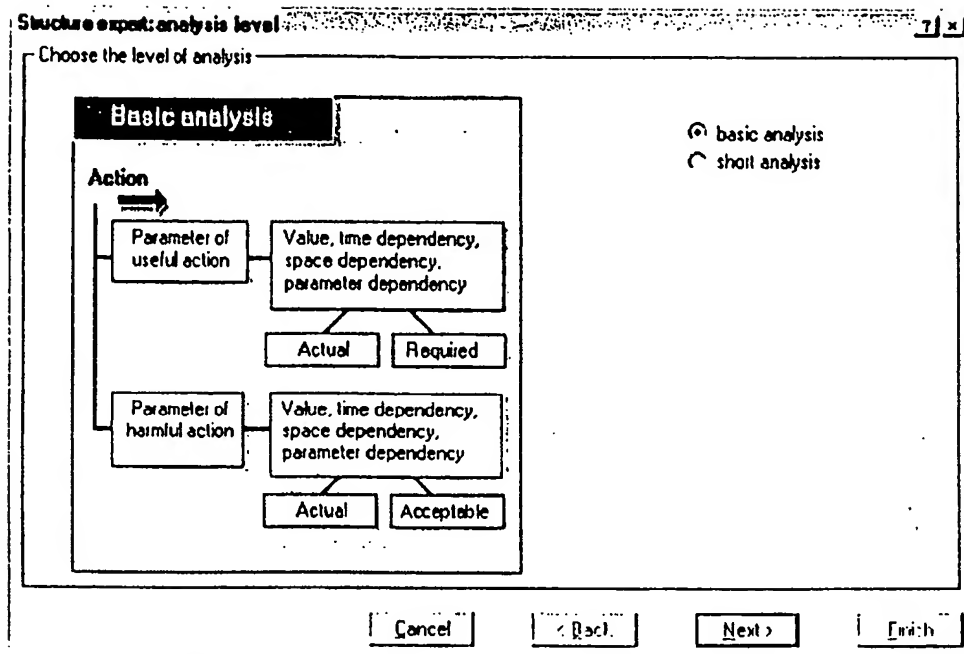 Structure expert: analysis level
? ×
Choose the level of analysis
Basic analysis
basic analysis
short analysis
Action
Parameter of
useful action
Value, time dependency,
space dependency,
parameter dependency
Actual
Required
Parameter of
harmful action
Value, time dependency,
space dependency,
parameter dependency
Actual
Acceptable
Cancel
< Back
Next >
Finish